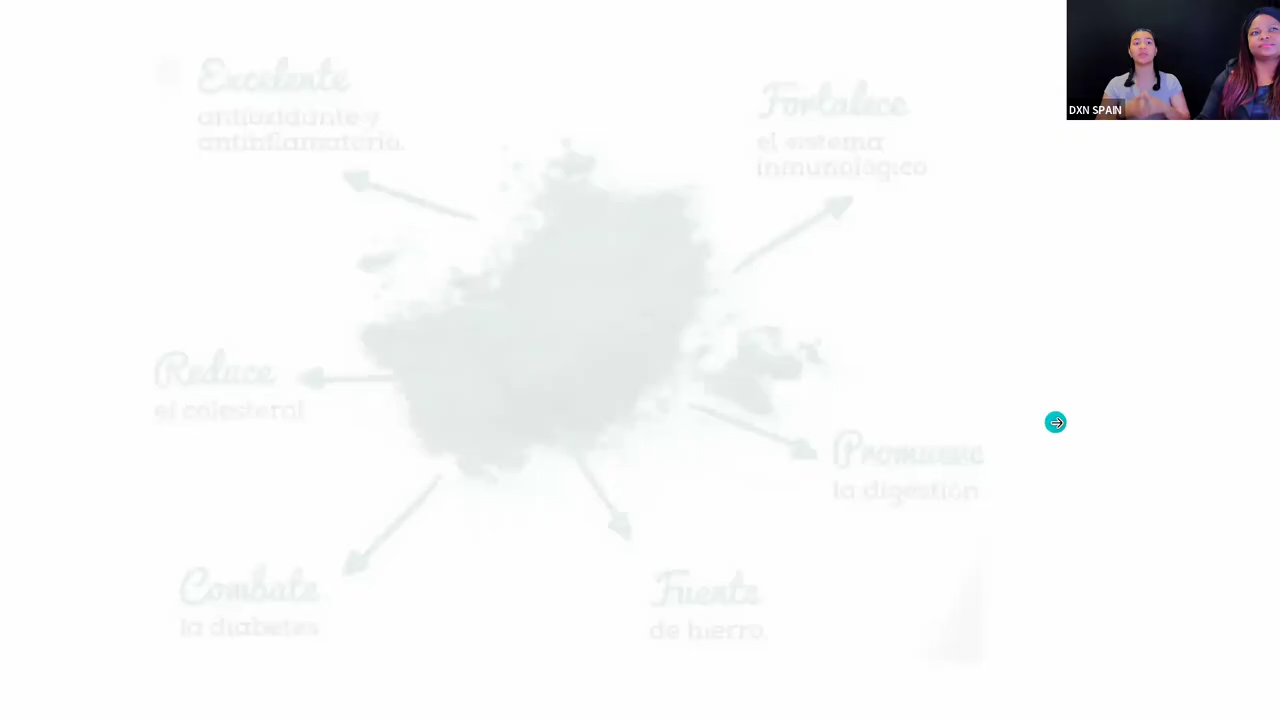 Excelente
antioxidante y
antiinflamatorio.
Fortalece
el sistema
inmunológico
DXN SPAIN
Reduce
el colesterol
Promueve
la digestión
Combate
la diabetes
Fuente
de hierro.